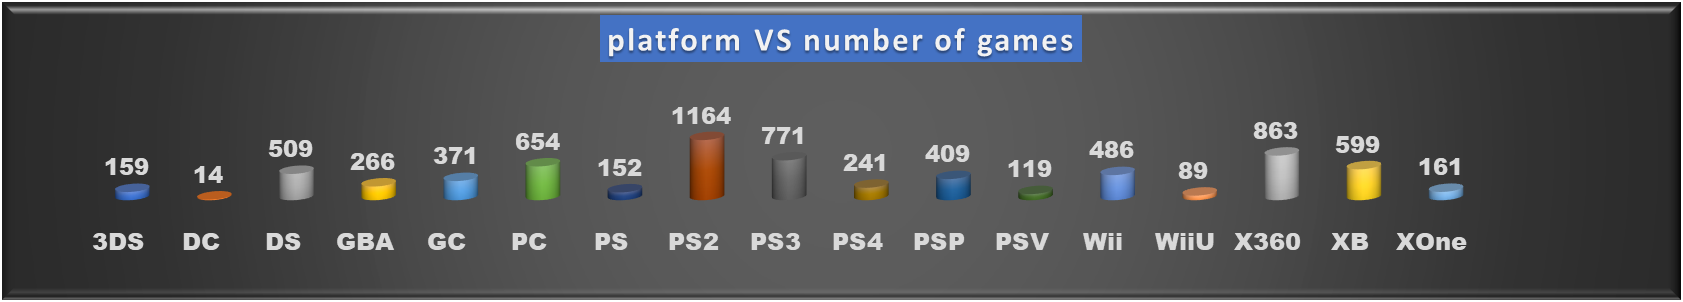 platform VS number of games
159 14 509 266 371 654 152 1164 771 241 409 119 486 89 863 599 161
3DS DC DS GBA GC PC PS PS2 PS3 PS4 PSP PSV Wii WiiU X360 XB XOne